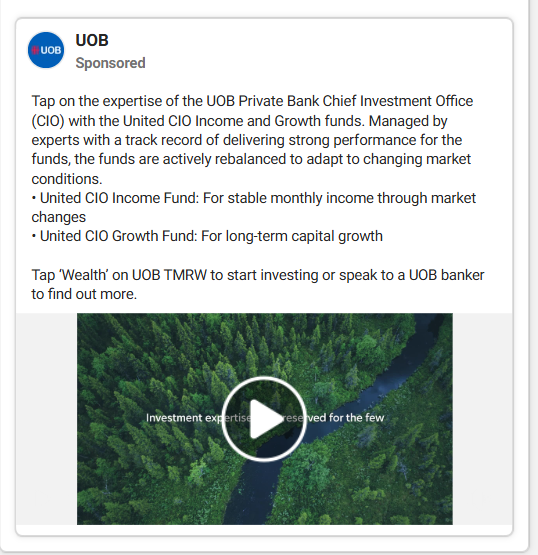 UOB
UOB
Sponsored
Tap on the expertise of the UOB Private Bank Chief Investment Office
(CIO) with the United CIO Income and Growth funds. Managed by
experts with a track record of delivering strong performance for the
funds, the funds are actively rebalanced to adapt to changing market
conditions.
• United CIO Income Fund: For stable monthly income through market
changes
• United CIO Growth Fund: For long-term capital growth
Tap ‘Wealth’ on UOB TMRW to start investing or speak to a UOB banker
to find out more.
Investment expertise reserved for the few